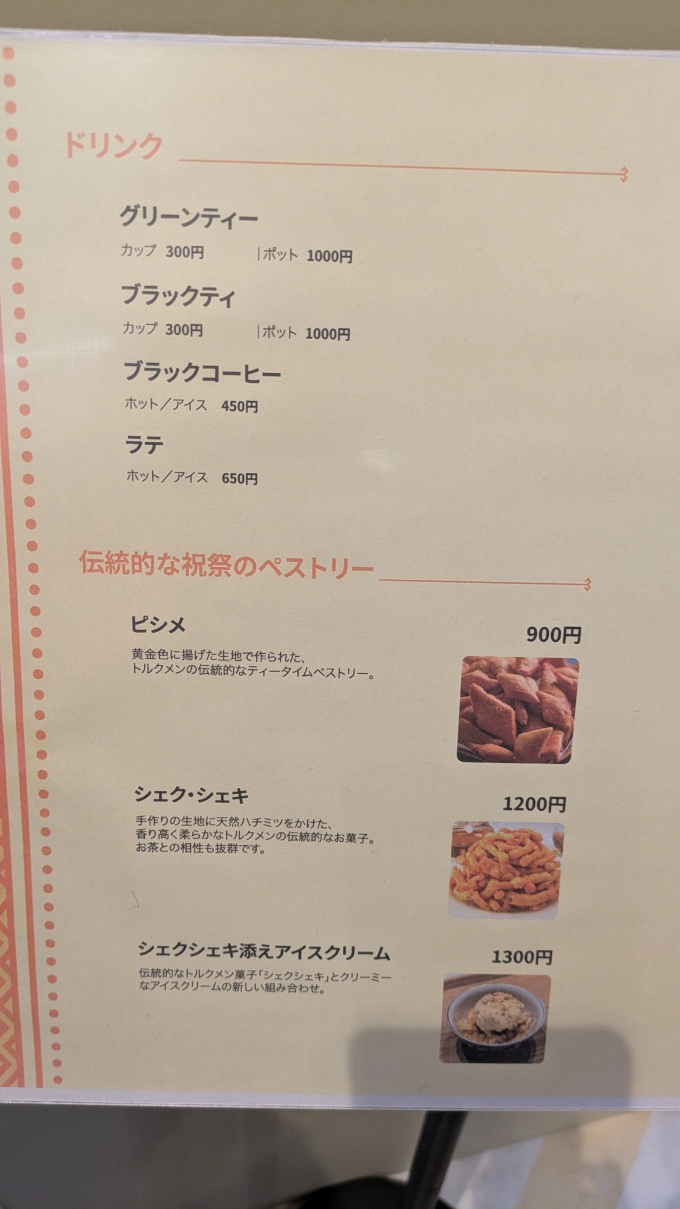 ドリンク
グリーンティー
カップ 300円 |ポット 1000円
ブラックティ
カップ 300円 |ポット 1000円
ブラックコーヒー
ホット／アイス 450円
ラテ
ホット／アイス 650円
伝統的な祝祭のペストリー
ピシメ 900円
黄金色に揚げた生地で作られた、
トルクメンの伝統的なティータイムペストリー。
シェク・シェキ 1200円
手作りの生地に天然ハチミツをかけた、
香り高く柔らかなトルクメンの伝統的なお菓子。
お茶との相性も抜群です。
シェクシェキ添えアイスクリーム 1300円
伝統的なトルクメン菓子「シェクシェキ」とクリーミー
なアイスクリームの新しい組み合わせ。